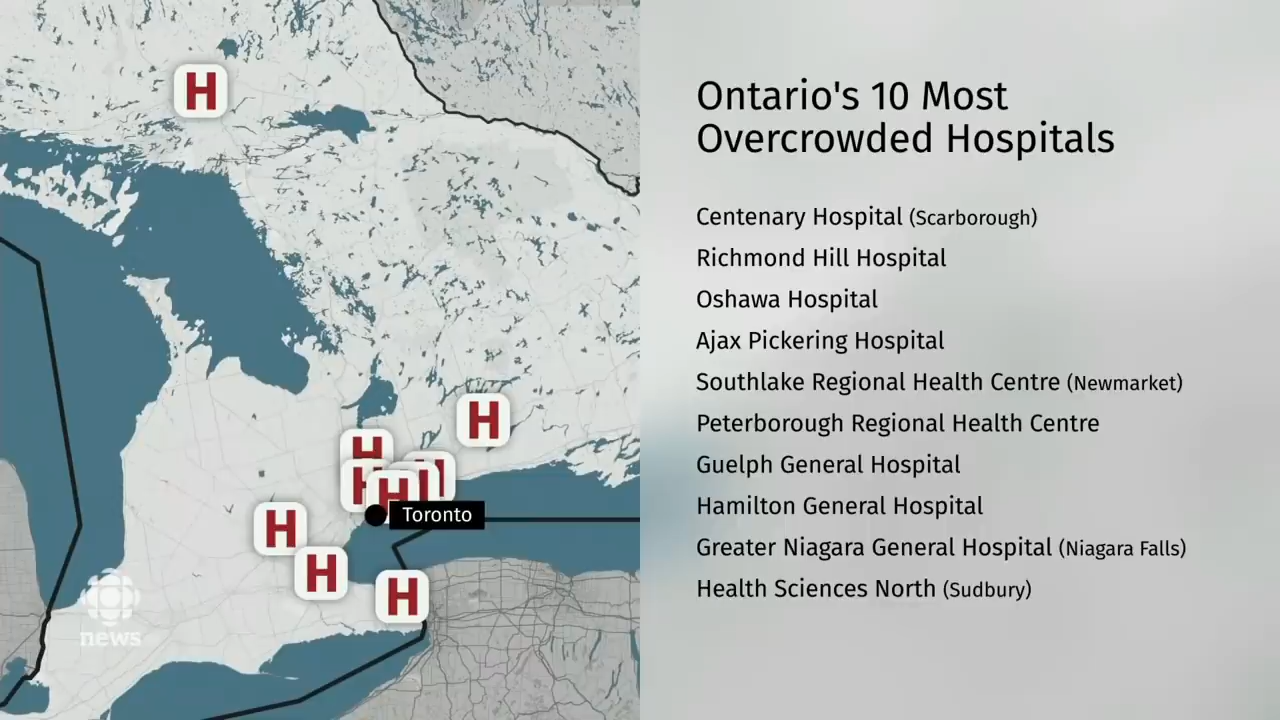 Ontario's 10 Most
Overcrowded Hospitals
Centenary Hospital (Scarborough)
Richmond Hill Hospital
Oshawa Hospital
Ajax Pickering Hospital
Southlake Regional Health Centre (Newmarket)
Peterborough Regional Health Centre
Guelph General Hospital
Hamilton General Hospital
Greater Niagara General Hospital (Niagara Falls)
Health Sciences North (Sudbury)
H
H
H
H
H
H
H
Toronto
H
H
H
news